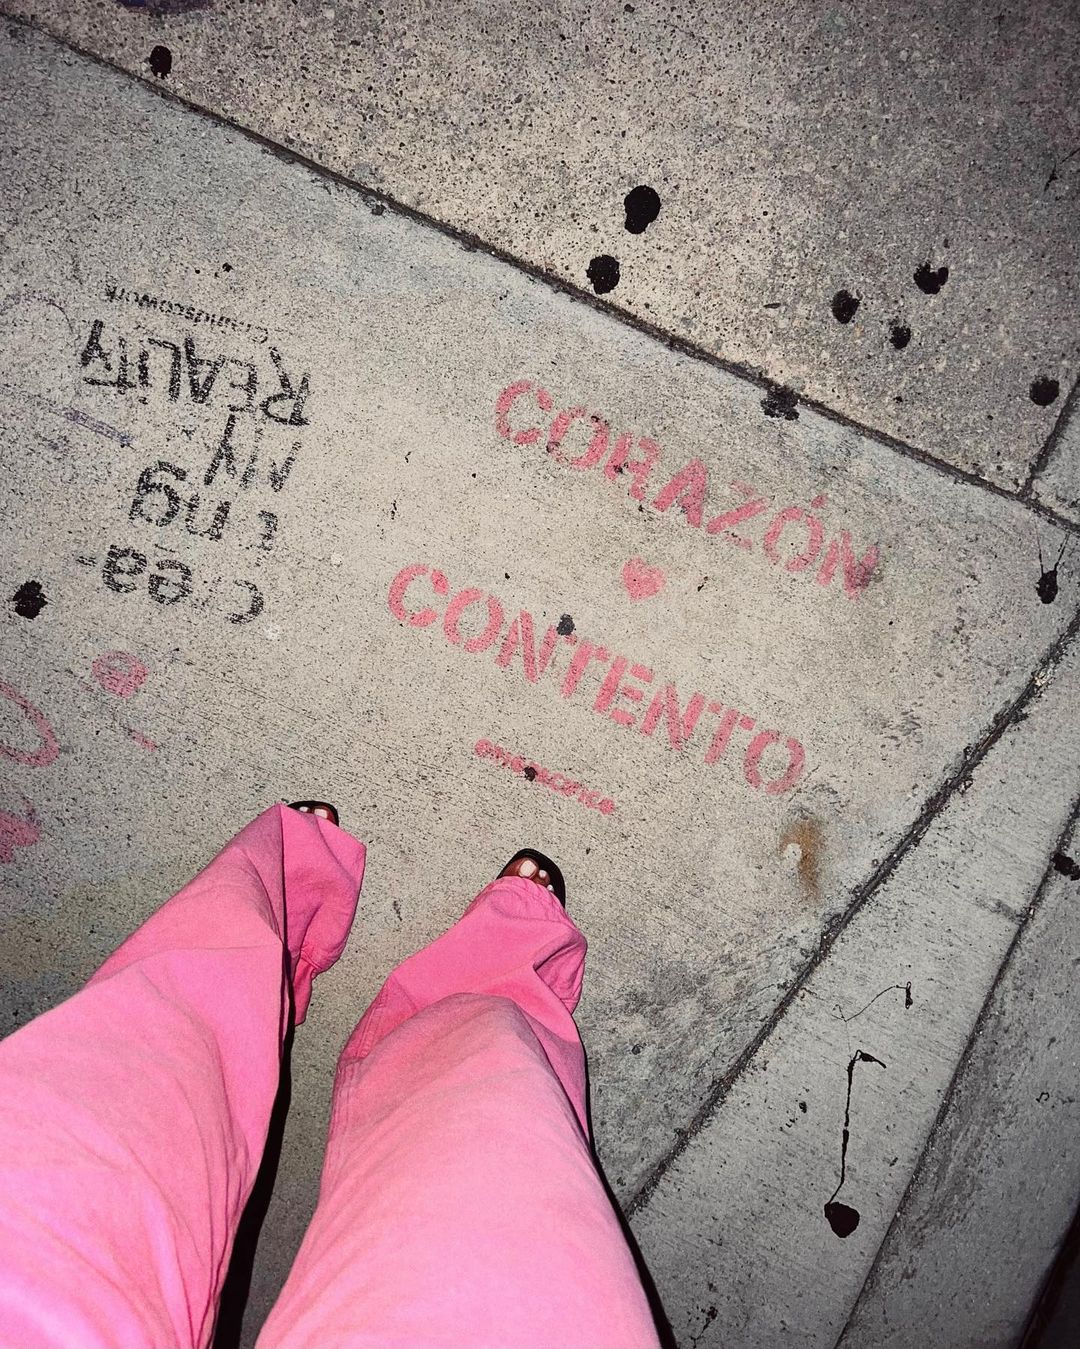 CORAZÓN
CONTENTO
Crea-
ting
My
REALiTY